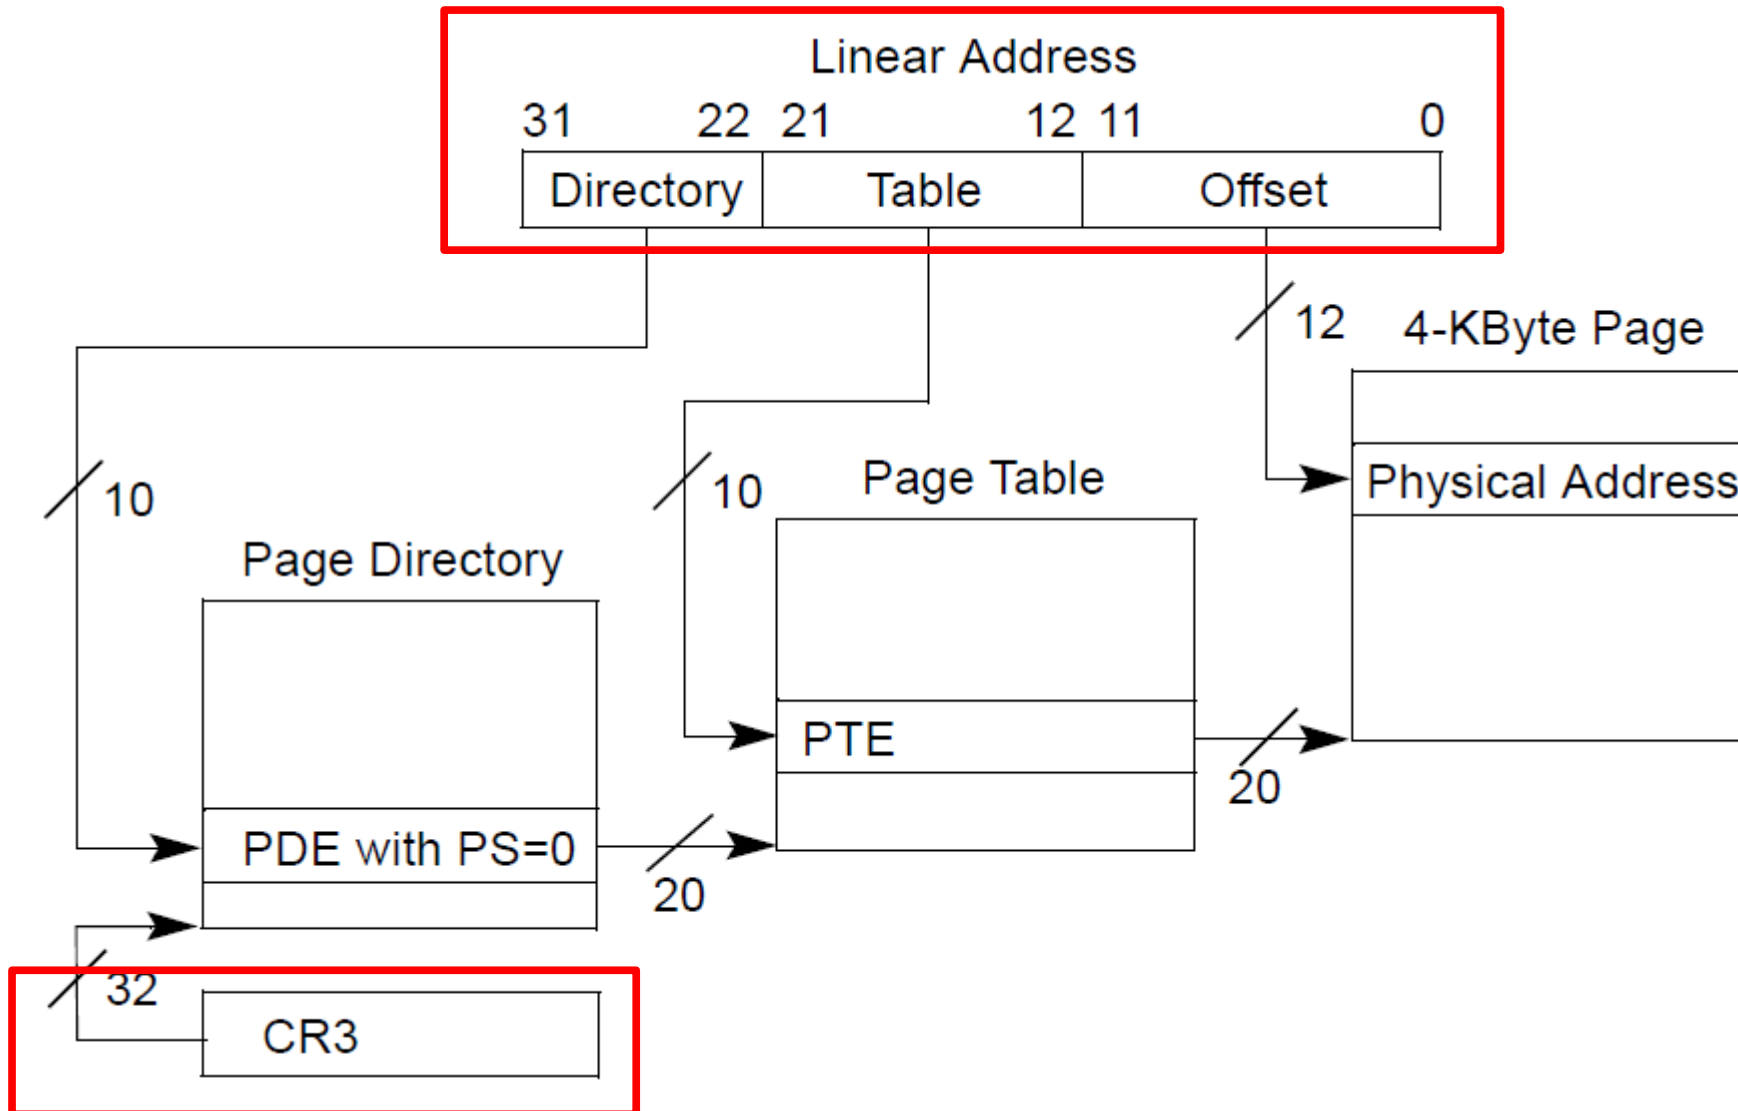 Linear Address
31 22 21 12 11 0
Directory Table Offset
12
4-KByte Page
10
10
Page Table
Physical Address
Page Directory
PTE
20
PDE with PS=0
20
32
CR3